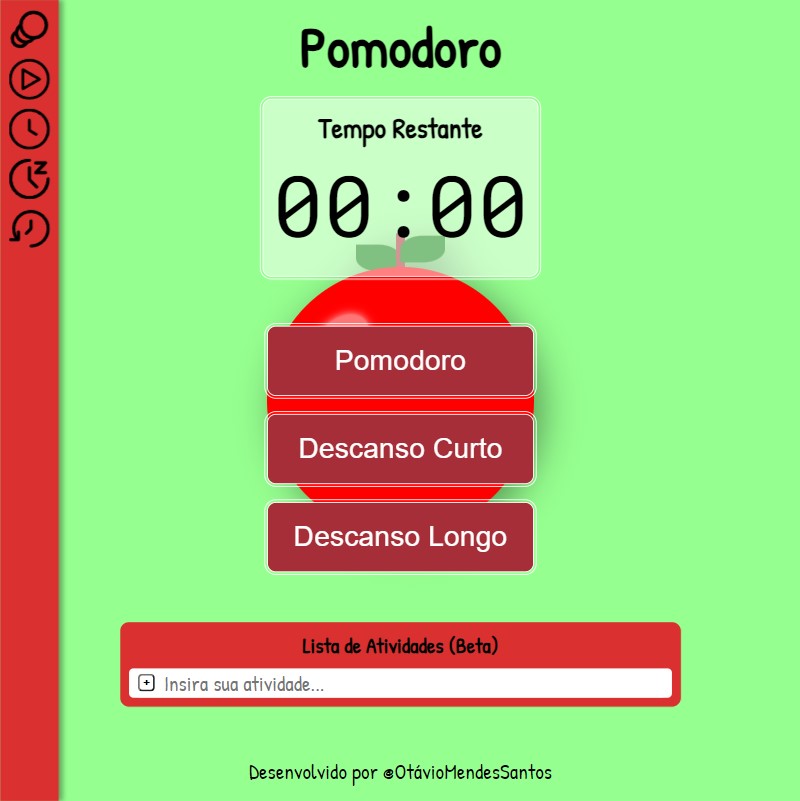 Pomodoro
Tempo Restante
00:00
Pomodoro
Descanso Curto
Descanso Longo
Lista de Atividades (Beta)
Insira sua atividade...
Desenvolvido por @OtávioMendesSantos